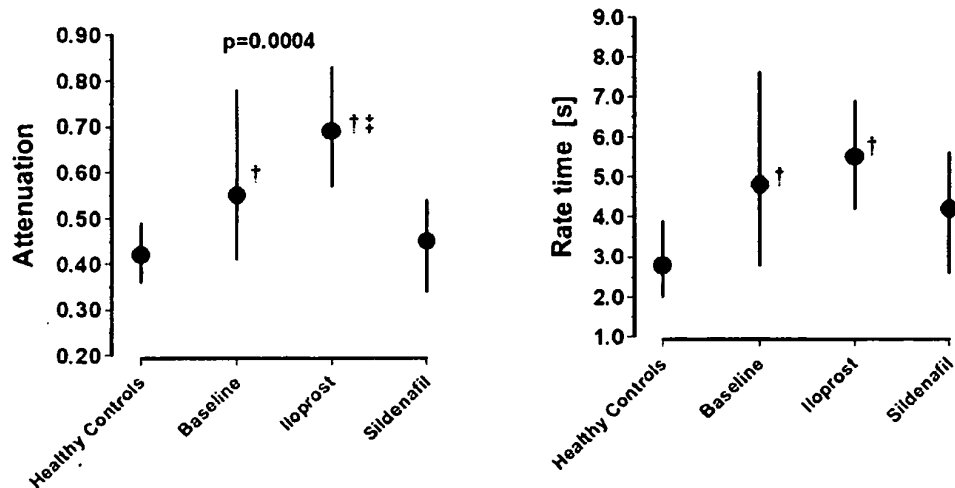 p=0.0004
Attenuation
0.90
0.80
0.70
0.60
0.50
0.40
0.30
0.20
†
†‡
Healthy Controls
Baseline
Iloprost
Sildenafil
Rate time [s]
9.0
8.0
7.0
6.0
5.0
4.0
3.0
2.0
1.0
†
†
Healthy Controls
Baseline
Iloprost
Sildenafil